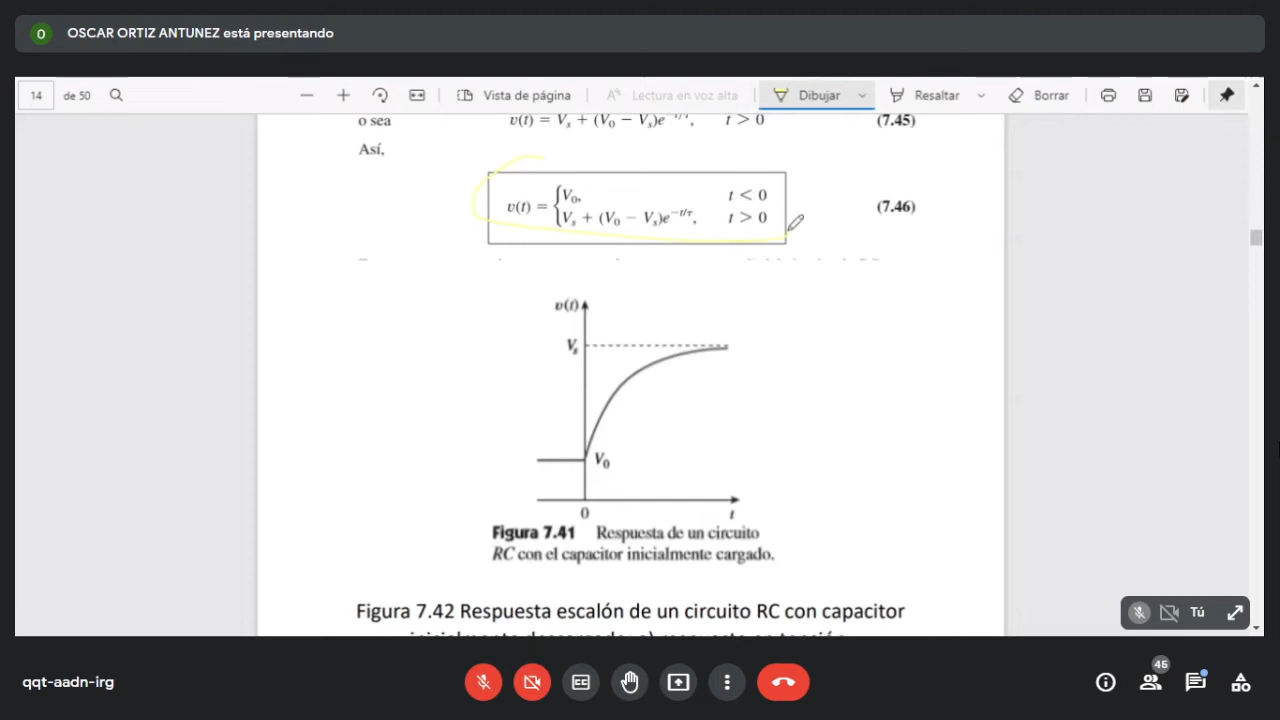 O OSCAR ORTIZ ANTUNEZ está presentando
14 de 50 Vista de página Lectura en voz alta Dibujar Resaltar Borrar
o sea v(t) = Vₛ + (V₀ − Vₛ)e^−t/τ, t > 0 (7.45)
Así,
v(t) = { V₀, t < 0
Vₛ + (V₀ − Vₛ)e^−t/τ, t > 0 (7.46)
v(t)
Vₛ
V₀
0 t
Figura 7.41 Respuesta de un circuito
RC con el capacitor inicialmente cargado.
Figura 7.42 Respuesta escalón de un circuito RC con capacitor
Tú
45
qqt-aadn-irg